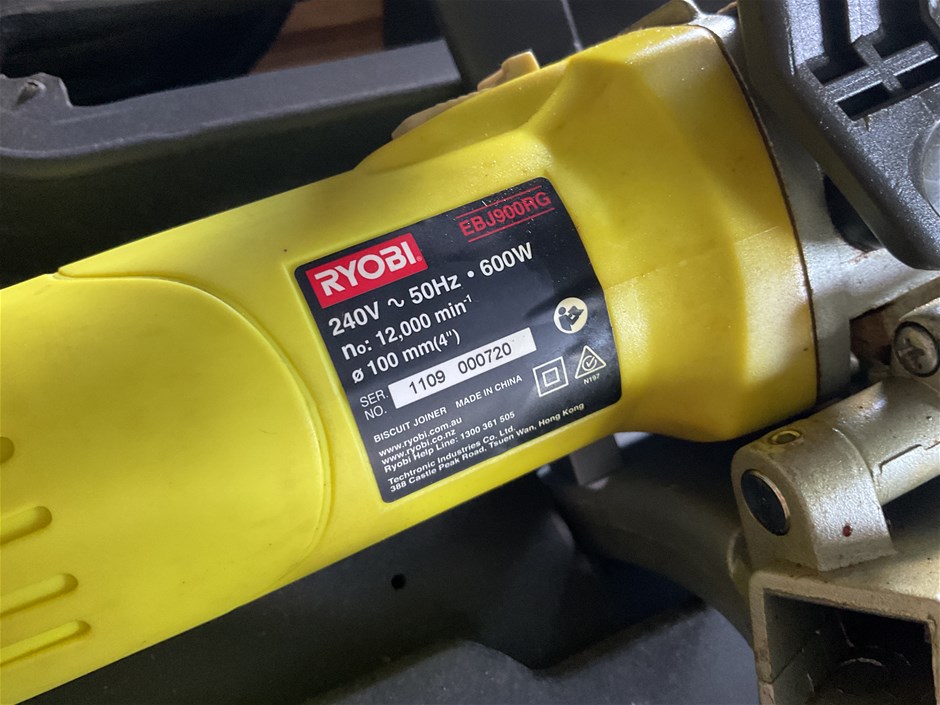 RYOBI®
EBJ900RG
240V ∿ 50Hz • 600W
no: 12,000 min-1
ø 100 mm(4")
SER. NO. 1109 000720
BISCUIT JOINER MADE IN CHINA
www.ryobi.com.au
www.ryobi.co.nz
Ryobi Help Line: 1300 361 505
N197
Techtronic Industries Co. Ltd.
388 Castle Peak Road, Tsuen Wan, Hong Kong